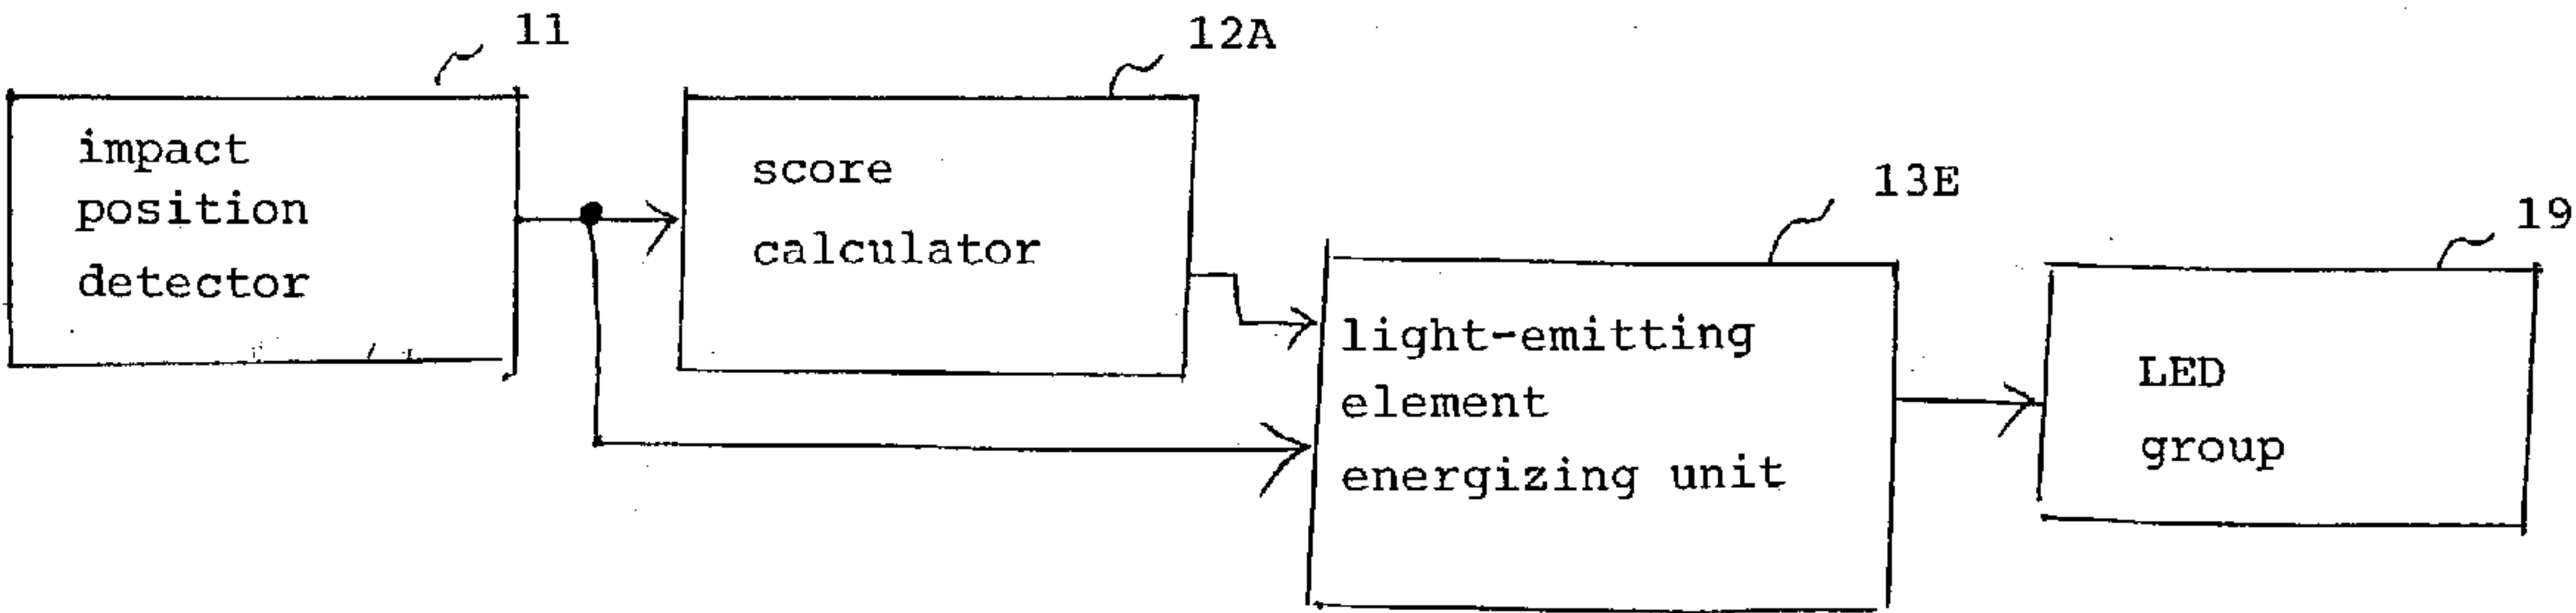 11
impact
position
detector
12A
score
calculator
13E
light-emitting
element
energizing unit
19
LED
group